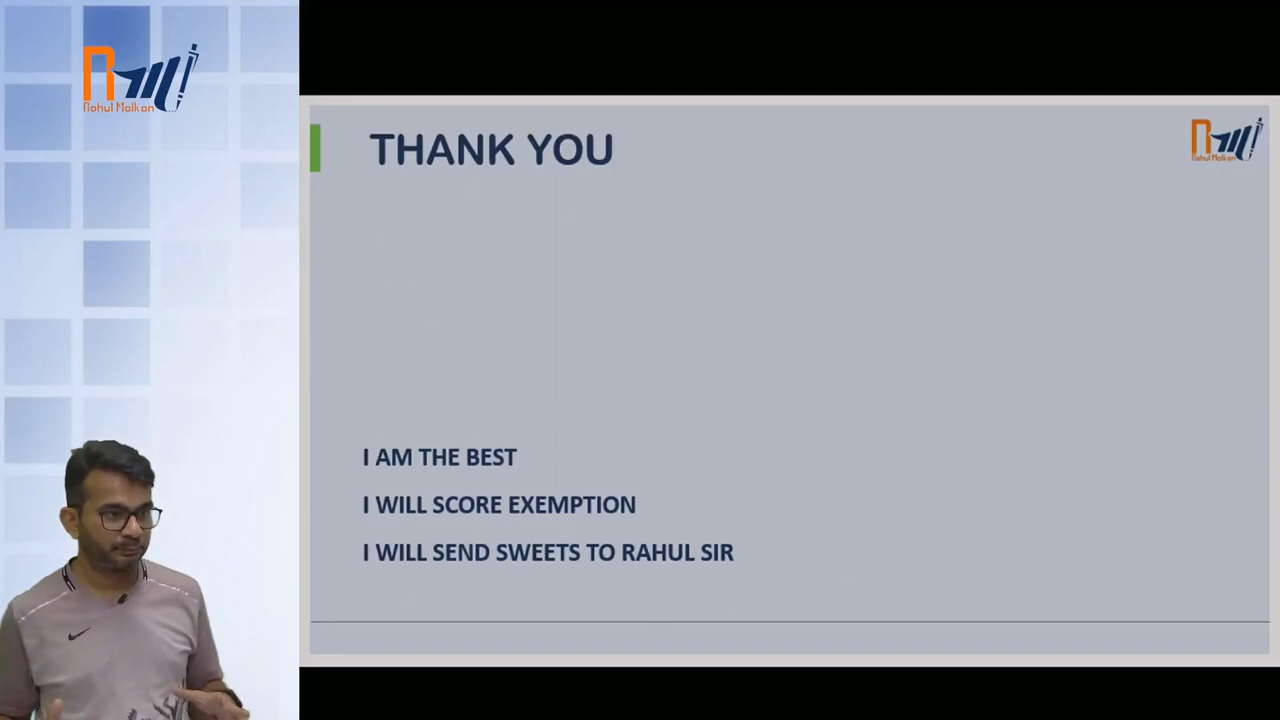 Rahul Malkan
THANK YOU
Rahul Malkan
I AM THE BEST
I WILL SCORE EXEMPTION
I WILL SEND SWEETS TO RAHUL SIR